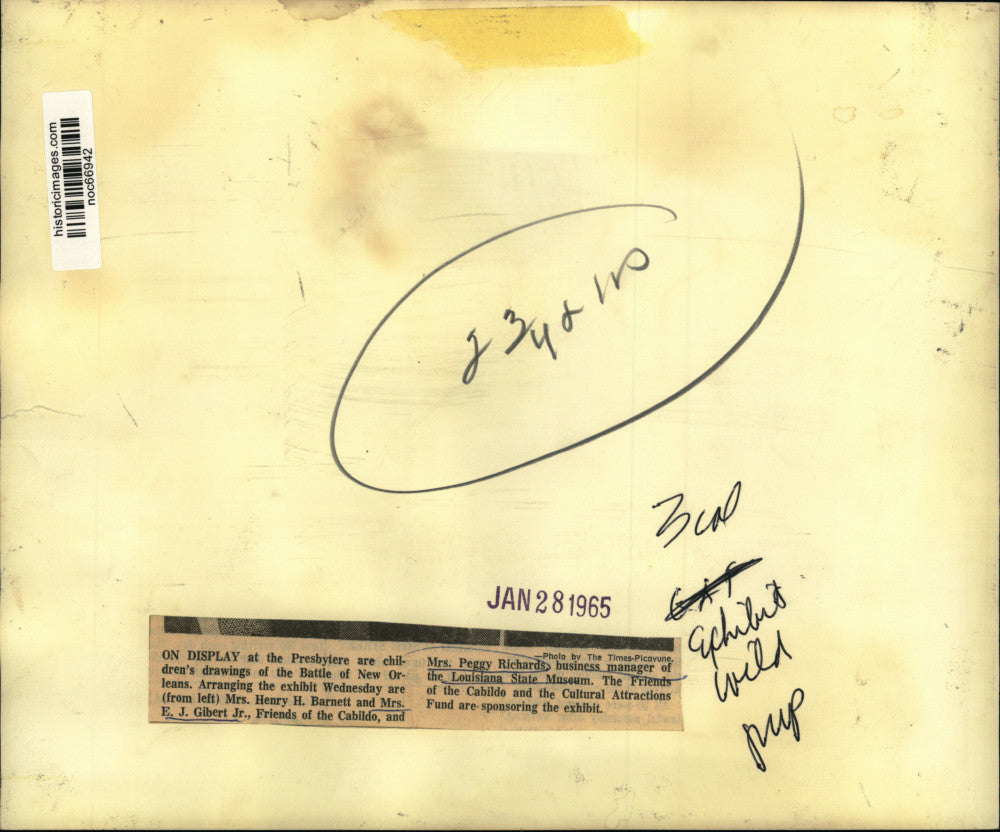 historicimages.com
noc66942
3 col
Exhibit
wild
pup
JAN 28 1965
—Photo by The Times-Picayune.
ON DISPLAY at the Presbytere are chil-
dren's drawings of the Battle of New Or-
leans. Arranging the exhibit Wednesday are
(from left) Mrs. Henry H. Barnett and Mrs.
E. J. Gibert Jr., Friends of the Cabildo, and
Mrs. Peggy Richards, business manager of
the Louisiana State Museum. The Friends
of the Cabildo and the Cultural Attractions
Fund are sponsoring the exhibit.